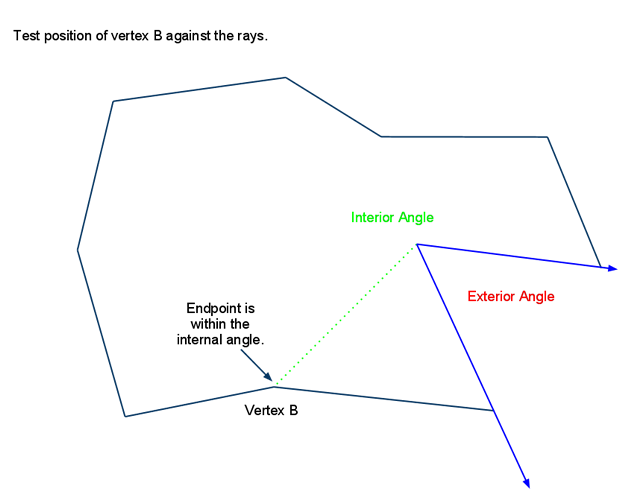 Test position of vertex B against the rays.
Interior Angle
Exterior Angle
Endpoint is
within the
internal angle.
Vertex B